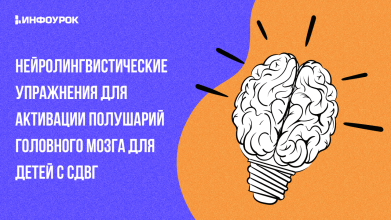 ИНФОУРОК
НЕЙРОЛИНГВИСТИЧЕСКИЕ
УПРАЖНЕНИЯ ДЛЯ
АКТИВАЦИИ ПОЛУШАРИЙ
ГОЛОВНОГО МОЗГА ДЛЯ
ДЕТЕЙ С СДВГ